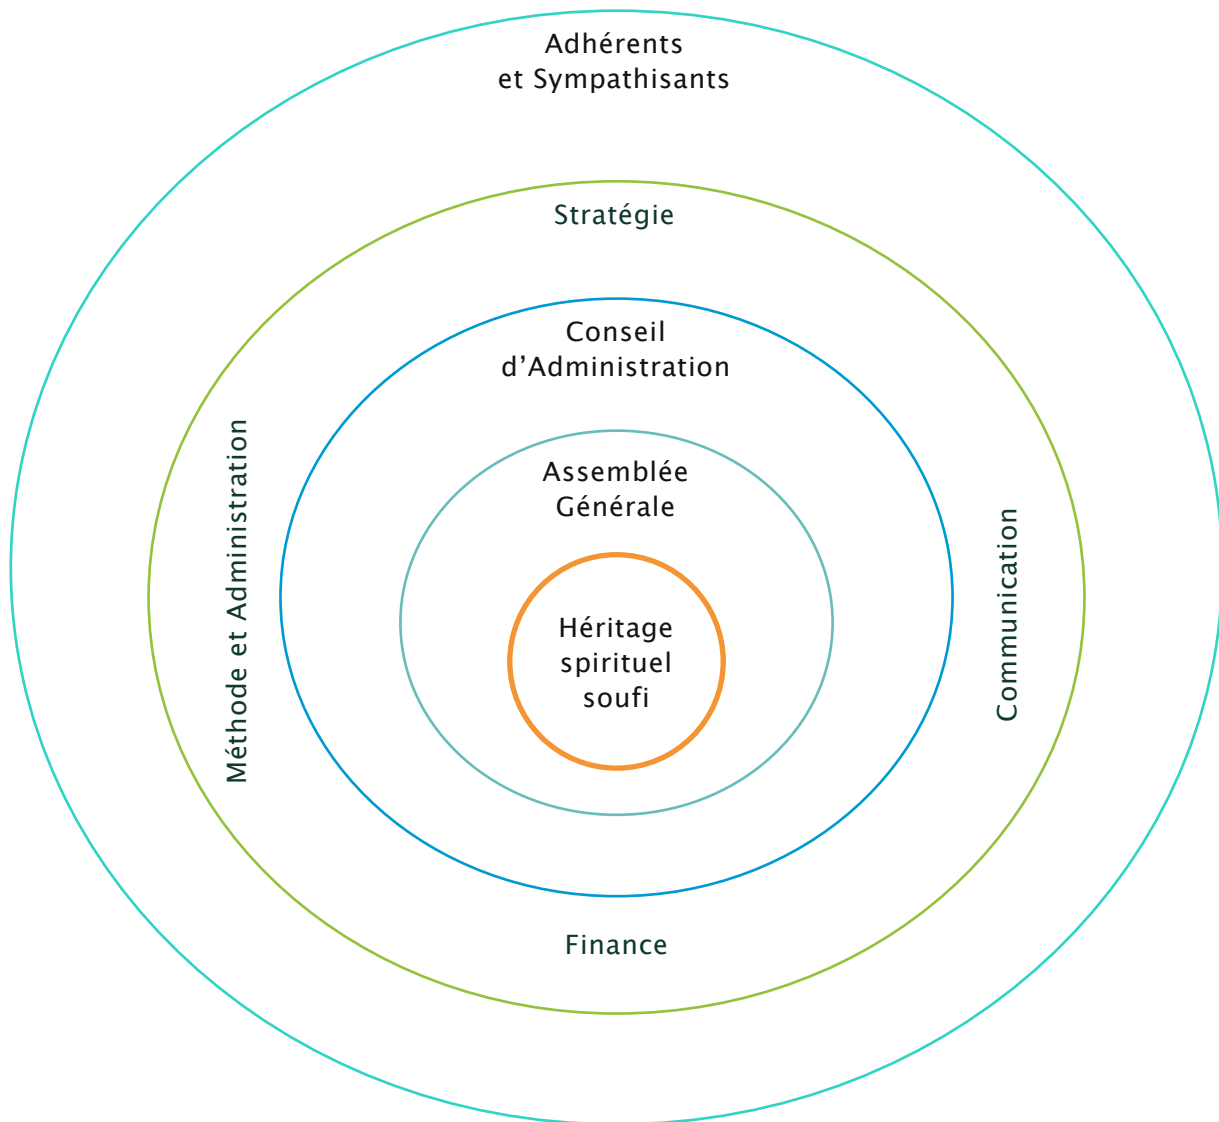 Adhérents
et Sympathisants
Stratégie
Conseil
d’Administration
Méthode et Administration
Assemblée
Générale
Communication
Héritage
spirituel
soufi
Finance